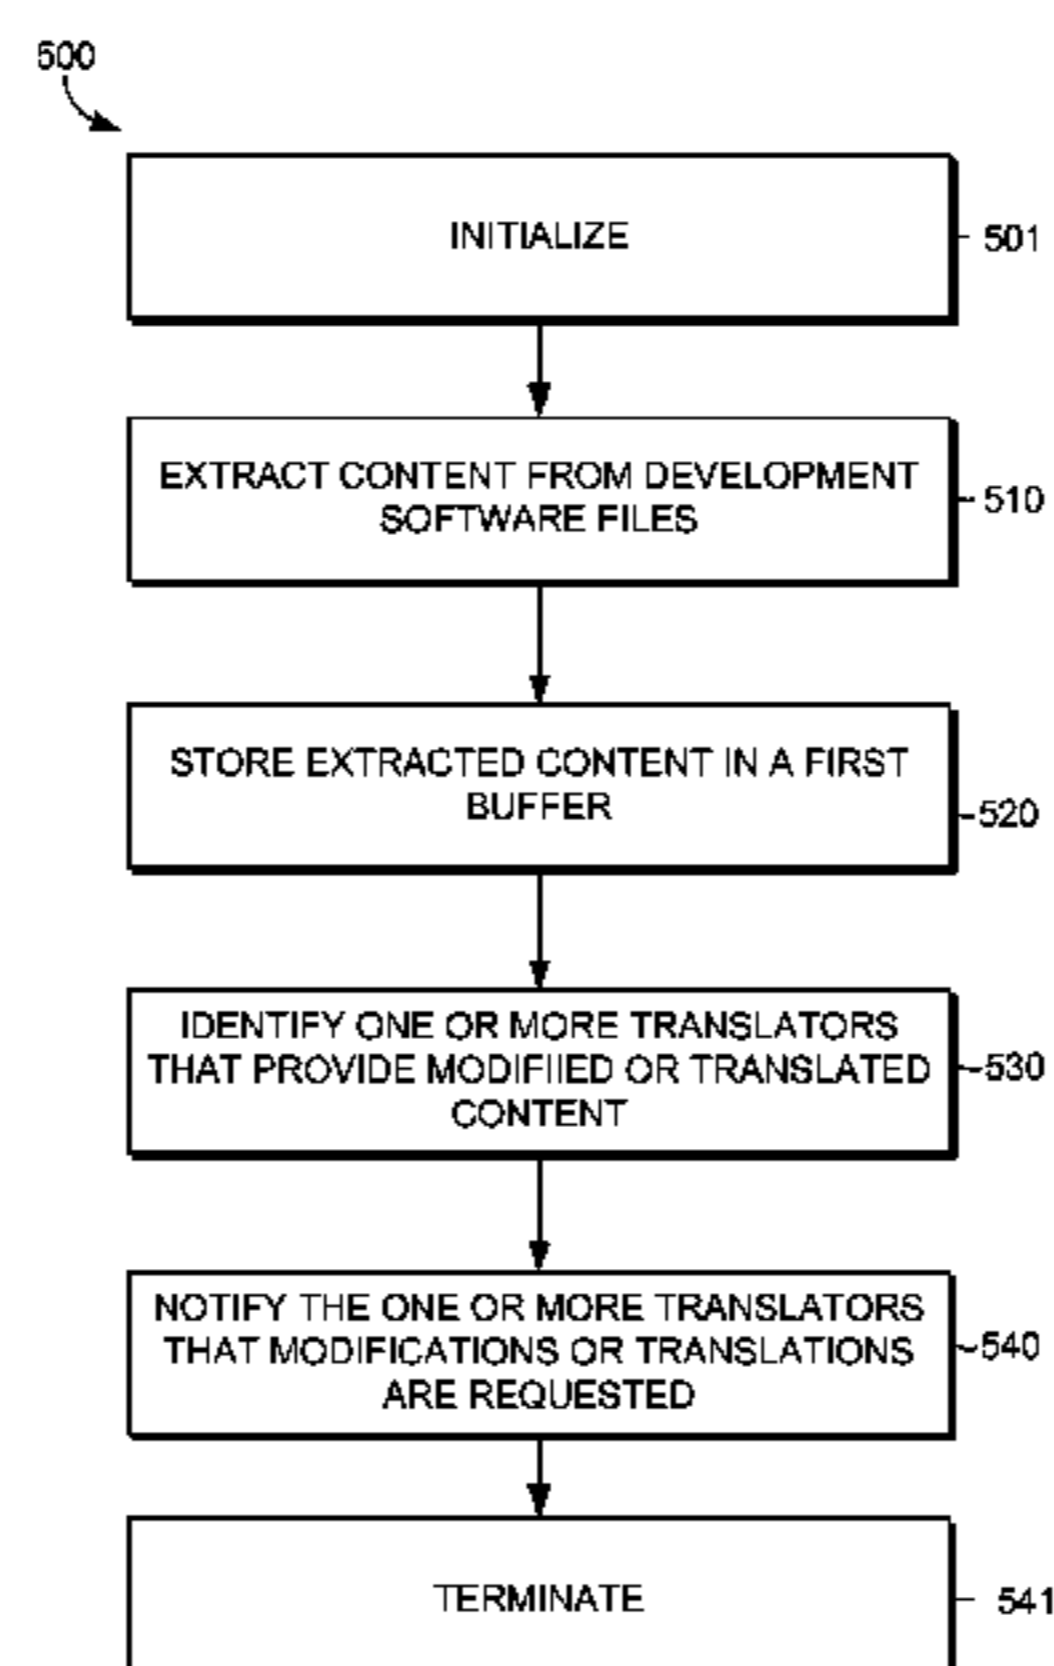 500
INITIALIZE
501
EXTRACT CONTENT FROM DEVELOPMENT
SOFTWARE FILES
510
STORE EXTRACTED CONTENT IN A FIRST
BUFFER
520
IDENTIFY ONE OR MORE TRANSLATORS
THAT PROVIDE MODIFIIED OR TRANSLATED
CONTENT
530
NOTIFY THE ONE OR MORE TRANSLATORS
THAT MODIFICATIONS OR TRANSLATIONS
ARE REQUESTED
540
TERMINATE
541